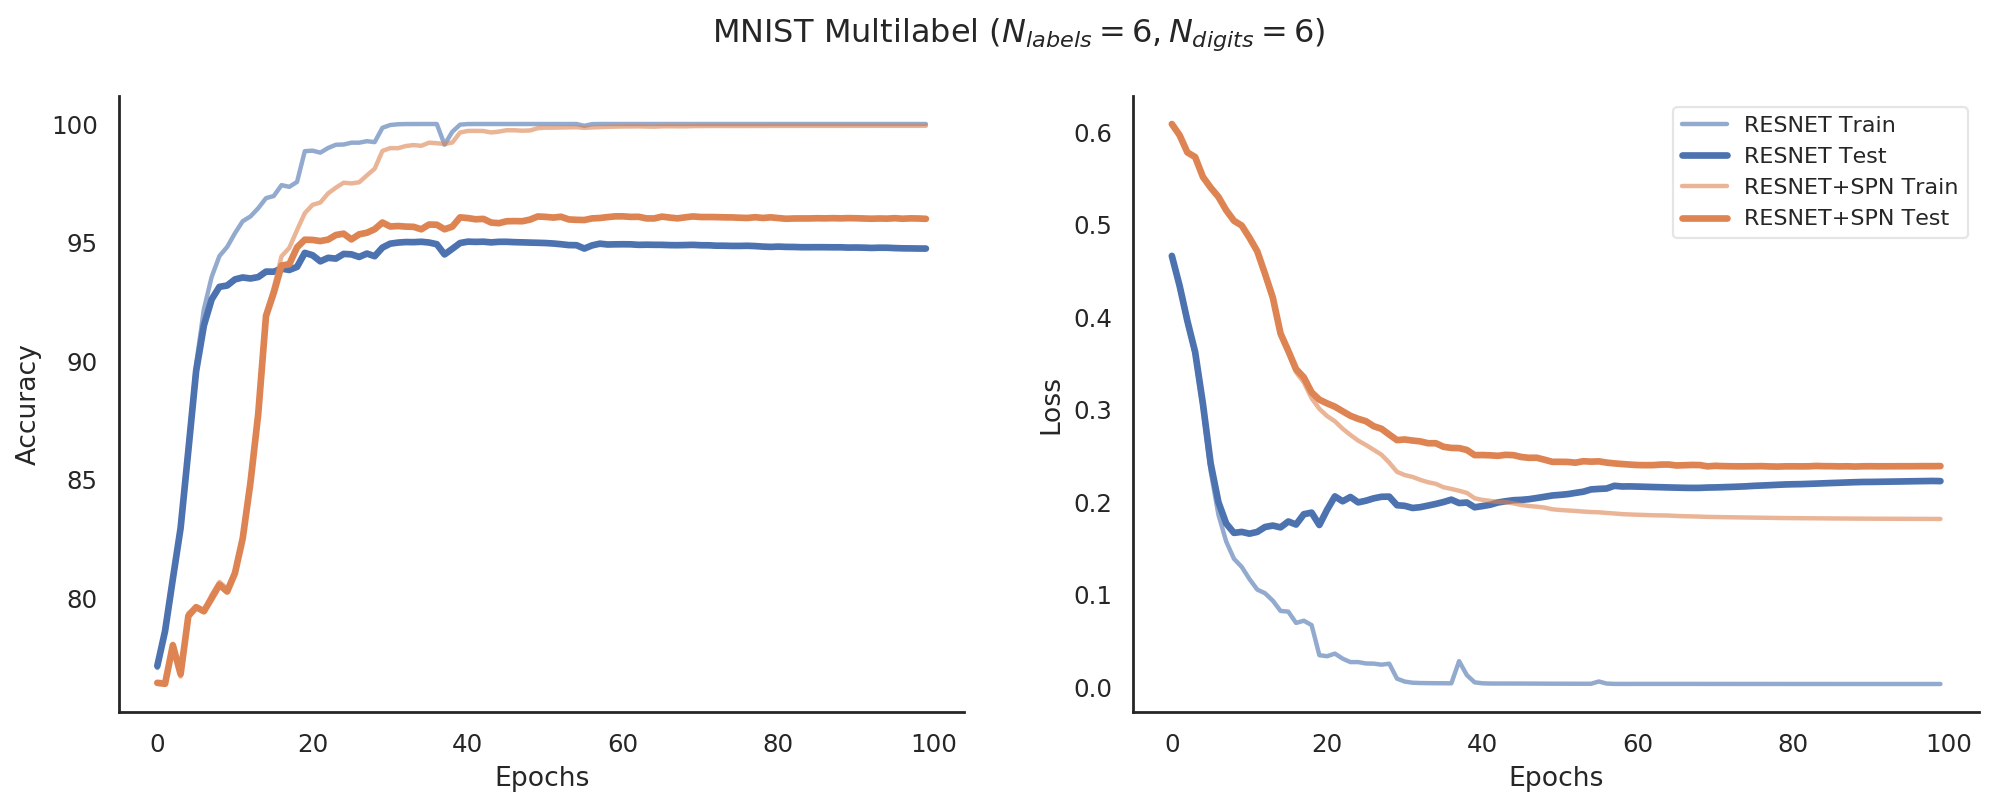 MNIST Multilabel (N_labels = 6, N_digits = 6)
100
95
90
85
80
Accuracy
0
20
40
60
80
100
Epochs
0.6
0.5
0.4
0.3
0.2
0.1
0.0
Loss
0
20
40
60
80
100
Epochs
RESNET Train
RESNET Test
RESNET+SPN Train
RESNET+SPN Test